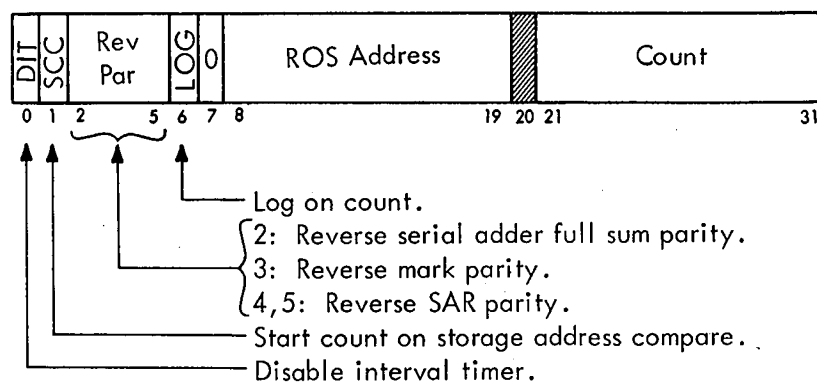 DIT SCC Rev Par LOG 0 ROS Address Count
0 1 2 5 6 7 8 19 20 21 31
Log on count.
2: Reverse serial adder full sum parity.
3: Reverse mark parity.
4,5: Reverse SAR parity.
Start count on storage address compare.
Disable interval timer.